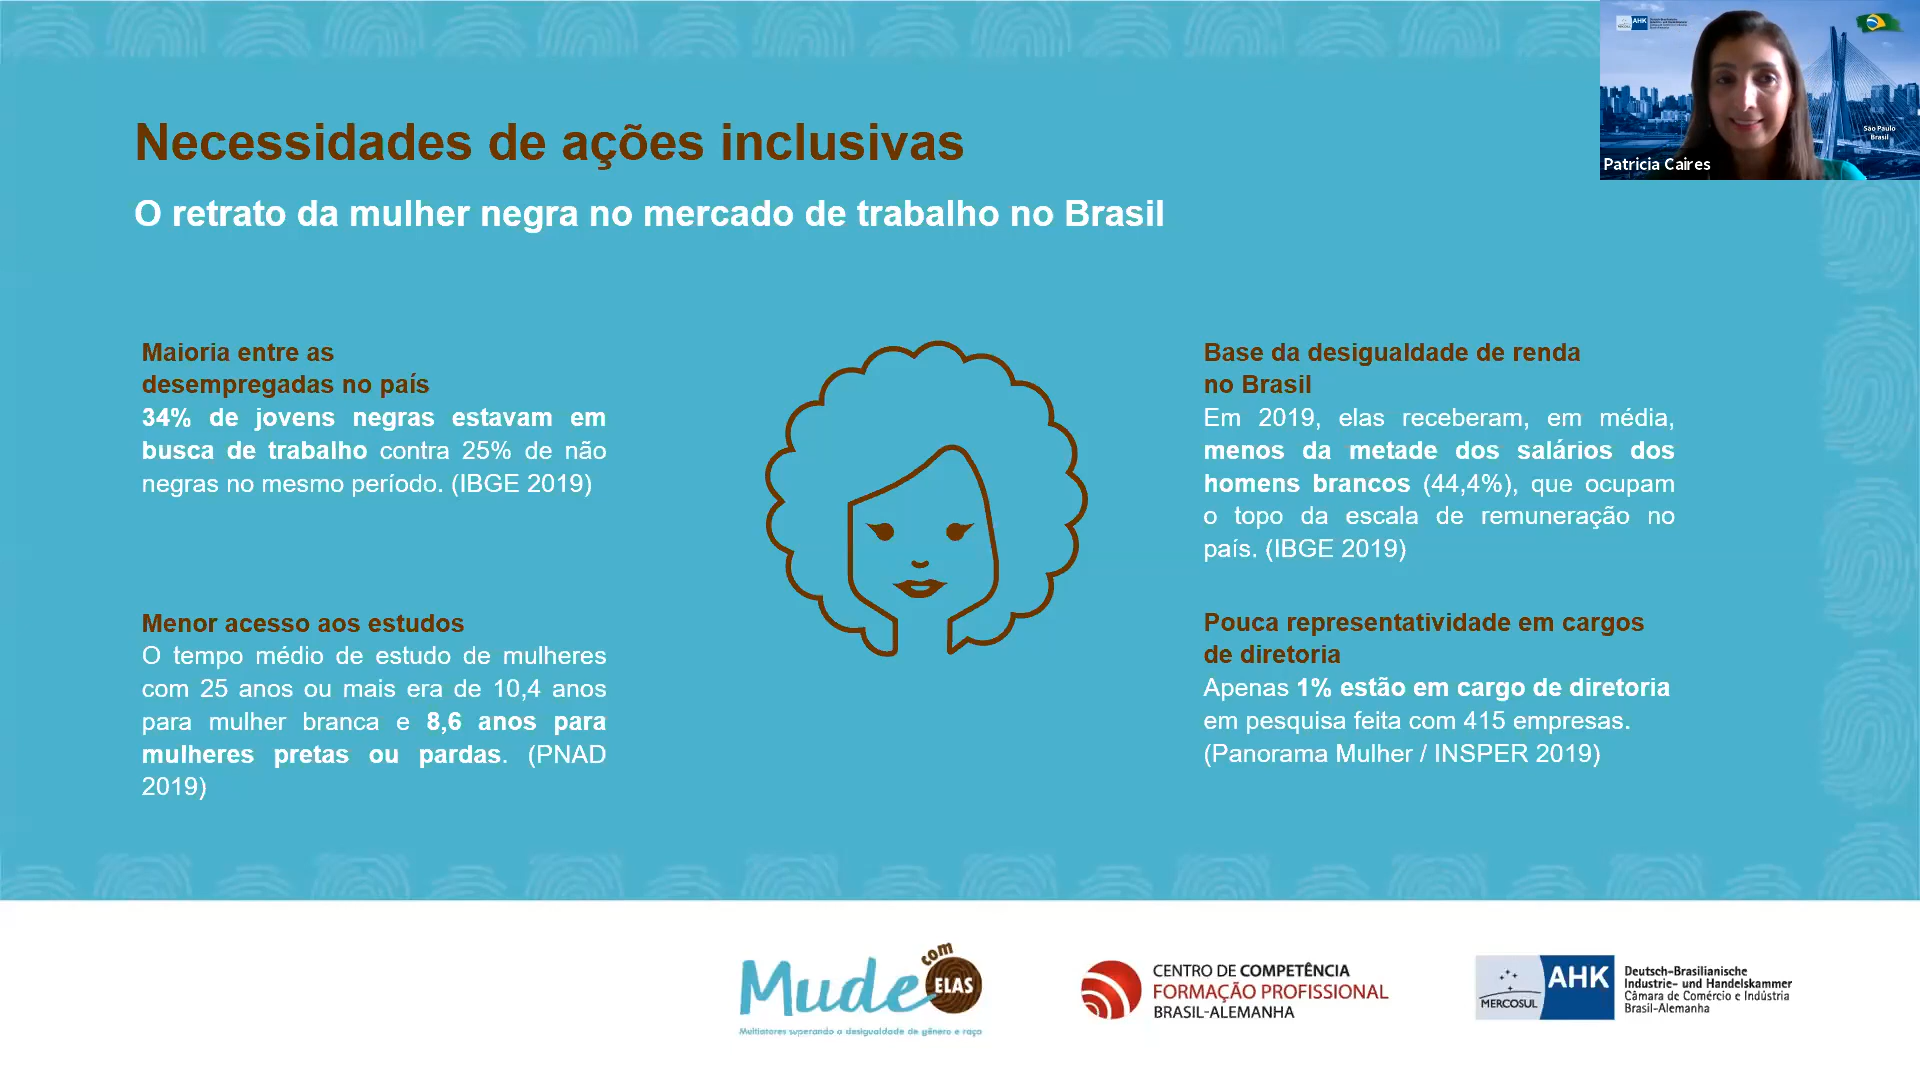 Necessidades de ações inclusivas
O retrato da mulher negra no mercado de trabalho no Brasil
Maioria entre as
desempregadas no país
34% de jovens negras estavam em
busca de trabalho contra 25% de não
negras no mesmo período. (IBGE 2019)
Menor acesso aos estudos
O tempo médio de estudo de mulheres
com 25 anos ou mais era de 10,4 anos
para mulher branca e 8,6 anos para
mulheres pretas ou pardas. (PNAD
2019)
Base da desigualdade de renda
no Brasil
Em 2019, elas receberam, em média,
menos da metade dos salários dos
homens brancos (44,4%), que ocupam
o topo da escala de remuneração no
país. (IBGE 2019)
Pouca representatividade em cargos
de diretoria
Apenas 1% estão em cargo de diretoria
em pesquisa feita com 415 empresas.
(Panorama Mulher / INSPER 2019)
AHK
São Paulo
Brasil
Patricia Caires
Mude com ELAS
Multiatores superando a desigualdade de gênero e raça
CENTRO DE COMPETÊNCIA
FORMAÇÃO PROFISSIONAL
BRASIL-ALEMANHA
MERCOSUL
AHK
Deutsch-Brasilianische
Industrie- und Handelskammer
Câmara de Comércio e Indústria
Brasil-Alemanha